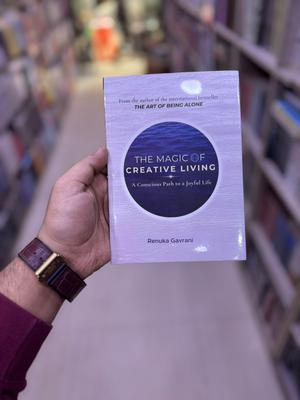 From the author of the international bestseller
THE ART OF BEING ALONE
THE MAGIC OF
CREATIVE LIVING
A Conscious Path to a Joyful Life
Renuka Gavrani